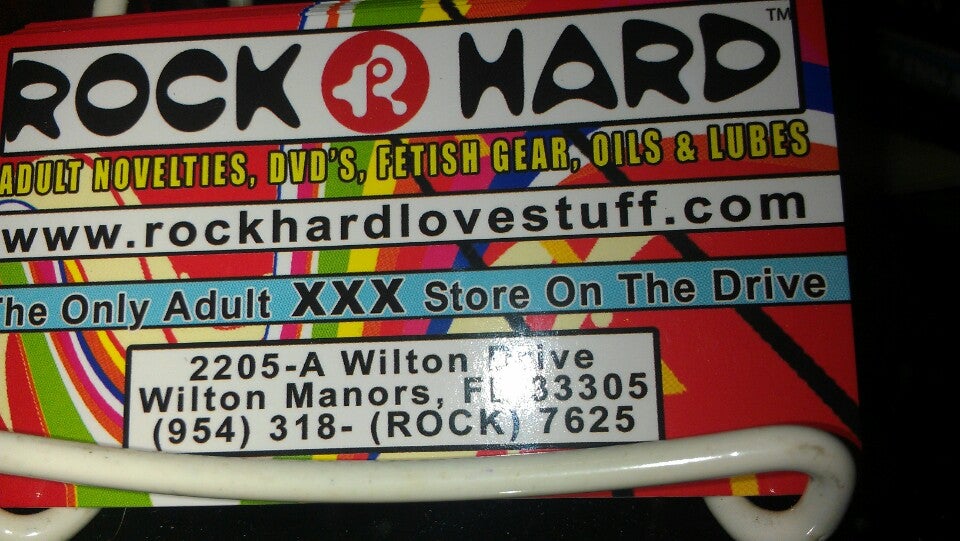 ROCK R HARD™
ADULT NOVELTIES, DVD'S, FETISH GEAR, OILS & LUBES
www.rockhardlovestuff.com
The Only Adult XXX Store On The Drive
2205-A Wilton Drive
Wilton Manors, FL 33305
(954) 318- (ROCK) 7625